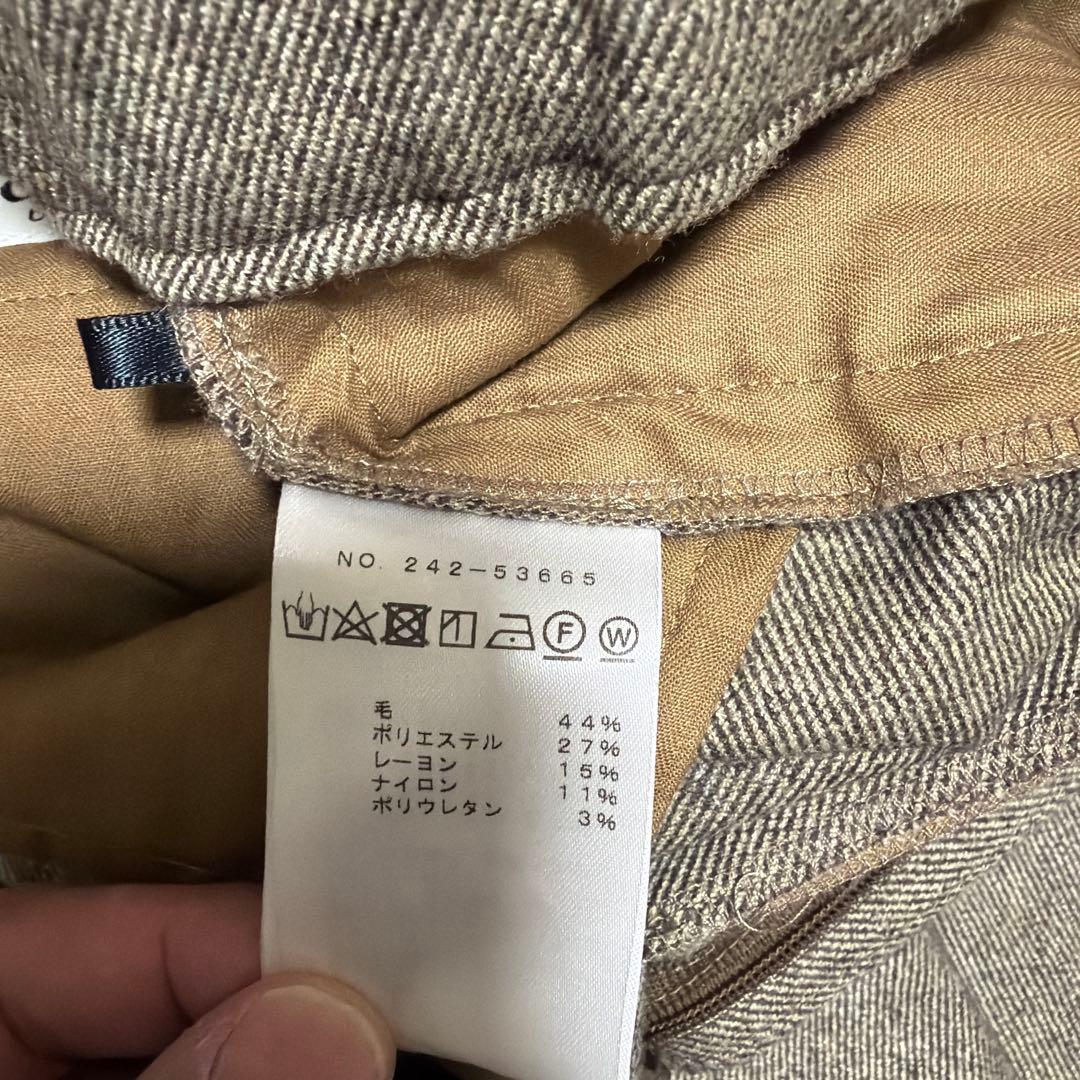 NO. 242-53665
F W
毛 44%
ポリエステル 27%
レーヨン 15%
ナイロン 11%
ポリウレタン 3%